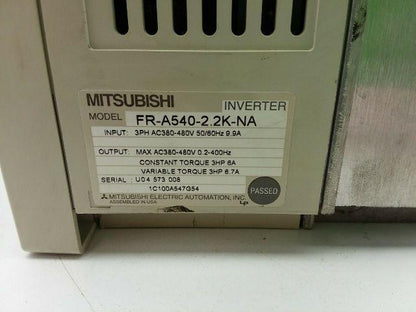 MITSUBISHI INVERTER
MODEL FR-A540-2.2K-NA
INPUT: 3PH AC380-480V 50/60Hz 9.9A
OUTPUT: MAX AC380-480V 0.2-400Hz
CONSTANT TORQUE 3HP 6A
VARIABLE TORQUE 3HP 6.7A
SERIAL : U04 573 008
1C100A547G54
PASSED
MITSUBISHI ELECTRIC AUTOMATION, INC.
ASSEMBLED IN USA